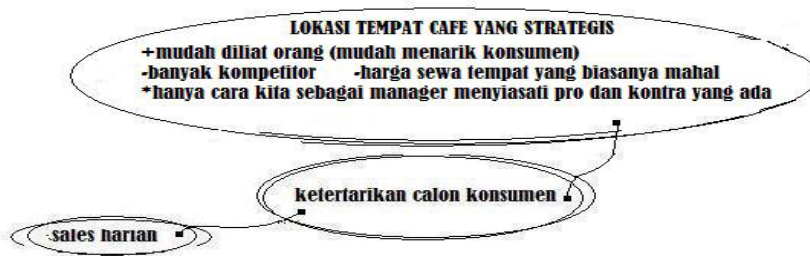 LOKASI TEMPAT CAFE YANG STRATEGIS
+mudah diliat orang (mudah menarik konsumen)
-banyak kompetitor -harga sewa tempat yang biasanya mahal
*hanya cara kita sebagai manager menyiasati pro dan kontra yang ada
ketertarikan calon konsumen
sales harian